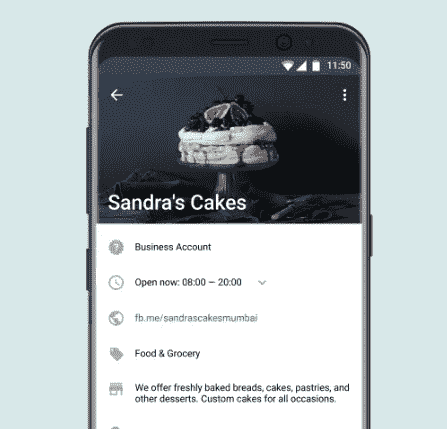 11:50
Sandra's Cakes
Business Account
Open now: 08:00 – 20:00
fb.me/sandrascakesmumbai
Food & Grocery
We offer freshly baked breads, cakes, pastries, and
other desserts. Custom cakes for all occasions.